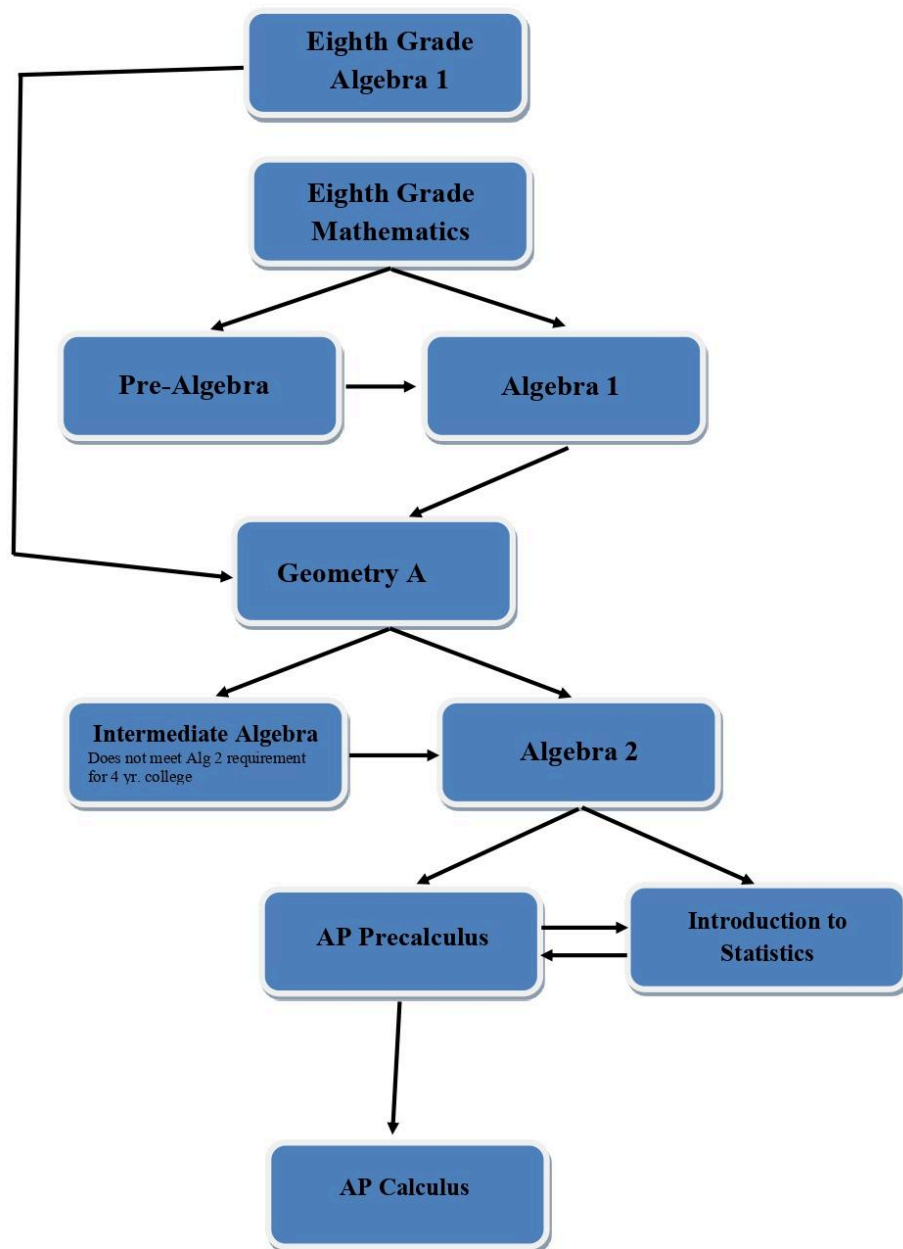 Eighth Grade
Algebra 1
Eighth Grade
Mathematics
Pre-Algebra
Algebra 1
Geometry A
Intermediate Algebra
Does not meet Alg 2 requirement
for 4 yr. college
Algebra 2
AP Precalculus
Introduction to
Statistics
AP Calculus